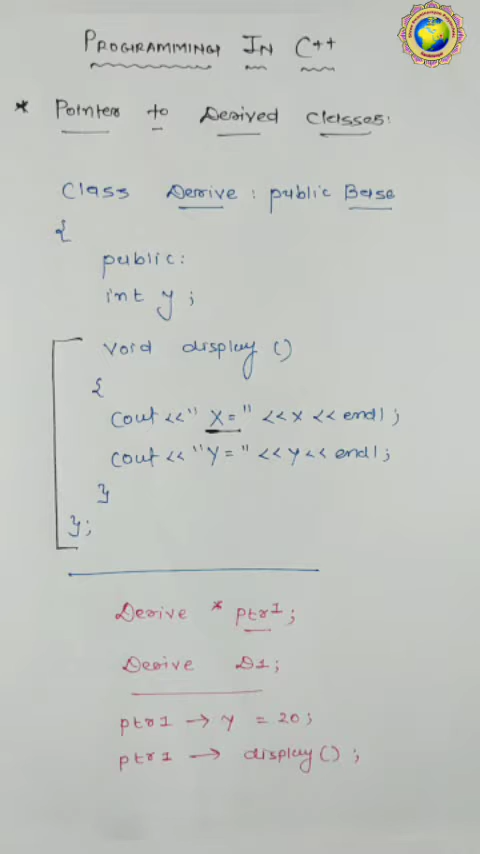 PROGRAMMING IN C++
* Pointers to Derived Classes:
Class Derive : public Base
{
public:
int y ;
void display ()
{
Cout <<" X=" <<x << endl ;
Cout << "Y = " <<y<< endl ;
}
};
Derive * ptr1 ;
Derive D1;
ptr1 → y = 20;
ptr1 → display() ;